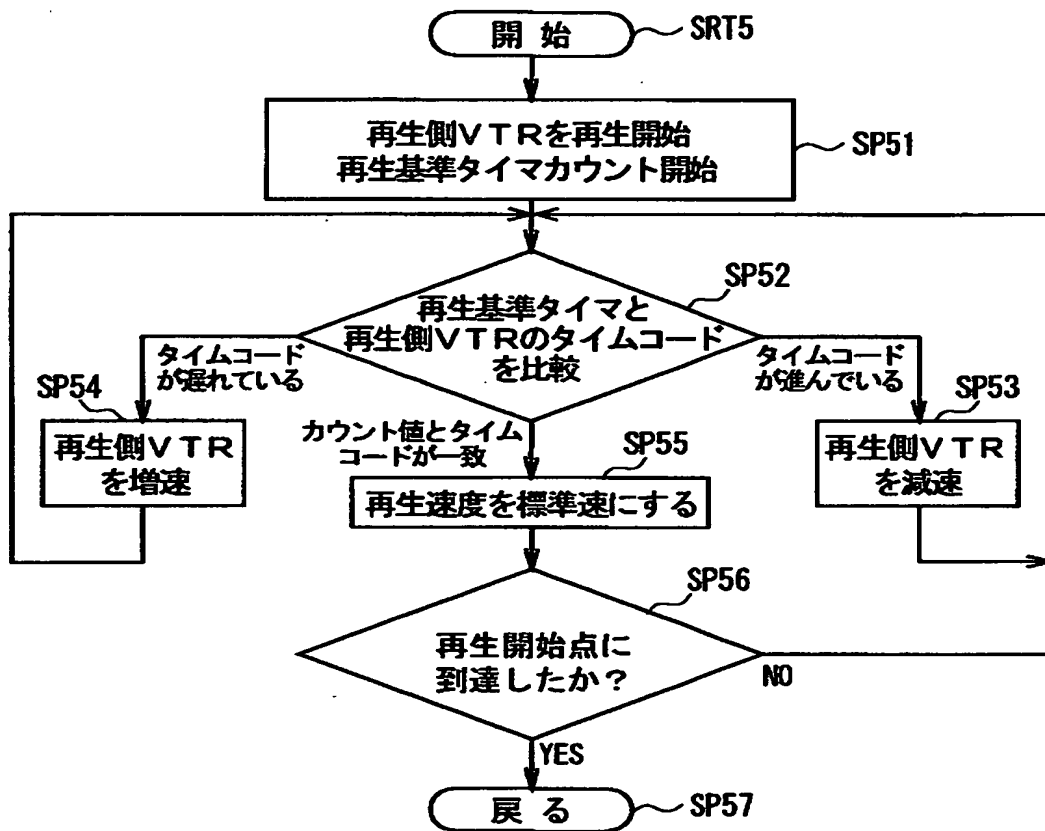 開 始
SRT5
再生側VTRを再生開始
再生基準タイマカウント開始
SP51
SP52
再生基準タイマと
再生側VTRのタイムコード
を比較
タイムコード
が遅れている
タイムコード
が進んでいる
SP54
再生側VTR
を増速
カウント値とタイム
コードが一致
SP53
再生側VTR
を減速
SP55
再生速度を標準速にする
SP56
再生開始点に
到達したか？
NO
YES
戻 る
SP57